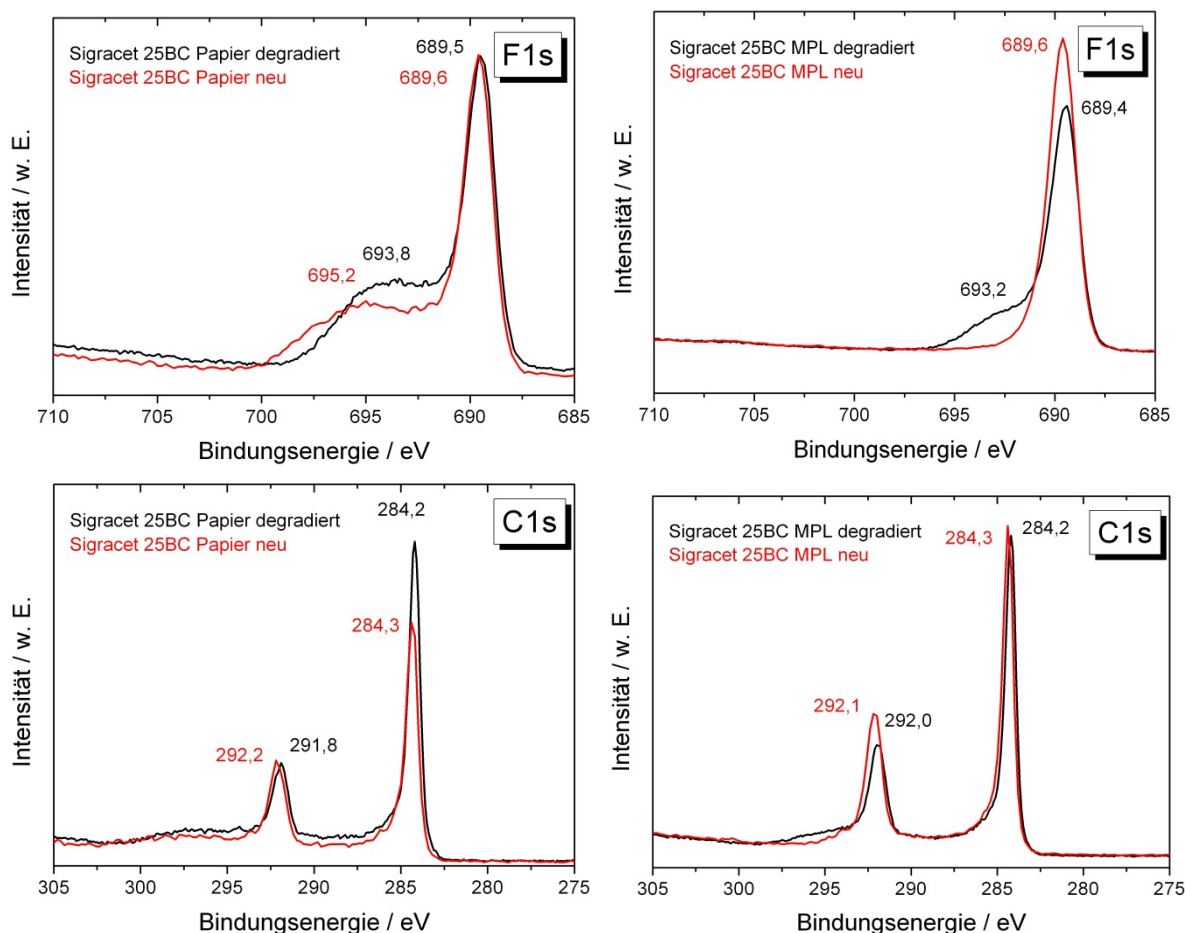 Sigracet 25BC Papier degradiert
Sigracet 25BC Papier neu
689,5
689,6
F1s
693,8
695,2
Intensität / w. E.
710 705 700 695 690 685
Bindungsenergie / eV
Sigracet 25BC MPL degradiert
Sigracet 25BC MPL neu
689,6
F1s
689,4
693,2
Intensität / w. E.
710 705 700 695 690 685
Bindungsenergie / eV
Sigracet 25BC Papier degradiert
Sigracet 25BC Papier neu
284,2
C1s
284,3
292,2
291,8
Intensität / w. E.
305 300 295 290 285 280 275
Bindungsenergie / eV
Sigracet 25BC MPL degradiert
Sigracet 25BC MPL neu
284,3
284,2
C1s
292,1
292,0
Intensität / w. E.
305 300 295 290 285 280 275
Bindungsenergie / eV